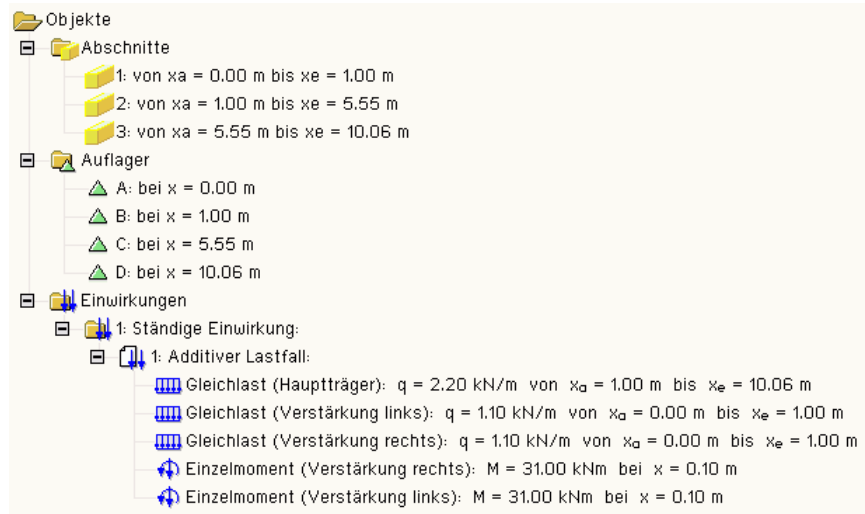 Objekte
Abschnitte
1: von xa = 0.00 m bis xe = 1.00 m
2: von xa = 1.00 m bis xe = 5.55 m
3: von xa = 5.55 m bis xe = 10.06 m
Auflager
A: bei x = 0.00 m
B: bei x = 1.00 m
C: bei x = 5.55 m
D: bei x = 10.06 m
Einwirkungen
1: Ständige Einwirkung:
1: Additiver Lastfall:
Gleichlast (Hauptträger): q = 2.20 kN/m von xa = 1.00 m bis xe = 10.06 m
Gleichlast (Verstärkung links): q = 1.10 kN/m von xa = 0.00 m bis xe = 1.00 m
Gleichlast (Verstärkung rechts): q = 1.10 kN/m von xa = 0.00 m bis xe = 1.00 m
Einzelmoment (Verstärkung rechts): M = 31.00 kNm bei x = 0.10 m
Einzelmoment (Verstärkung links): M = 31.00 kNm bei x = 0.10 m